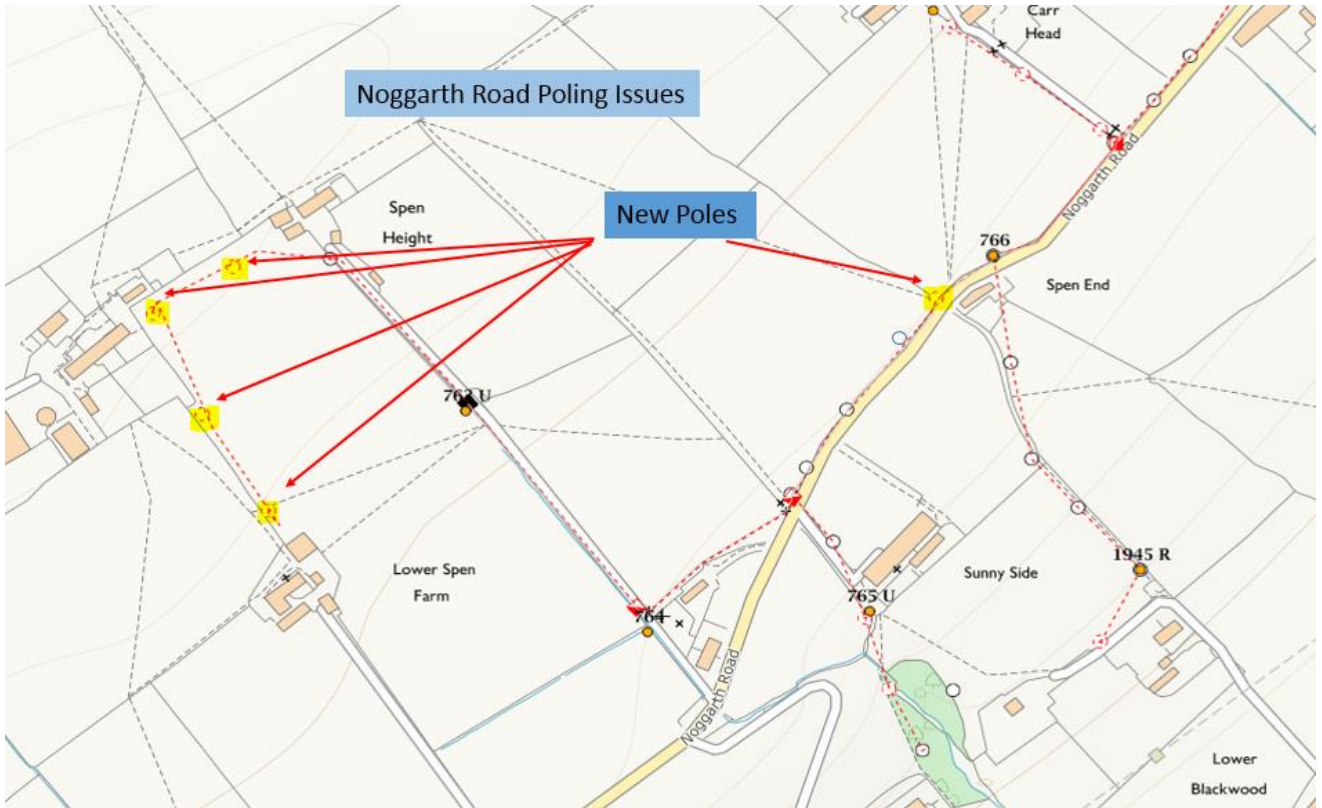 Carr
Head
Noggarth Road Poling Issues
Noggarth Road
New Poles
Spen
Height
766
Spen End
763 U
1945 R
Lower Spen
Farm
Sunny Side
765 U
764
Noggarth Road
Lower
Blackwood